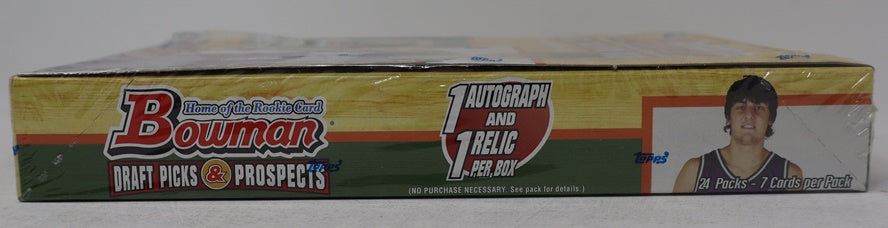 Home of the Rookie Card
Bowman
DRAFT PICKS & PROSPECTS
1 AUTOGRAPH
AND
1 RELIC
PER BOX
(NO PURCHASE NECESSARY. See pack for details.)
Topps
Topps
Topps
24 Packs - 7 Cards per Pack